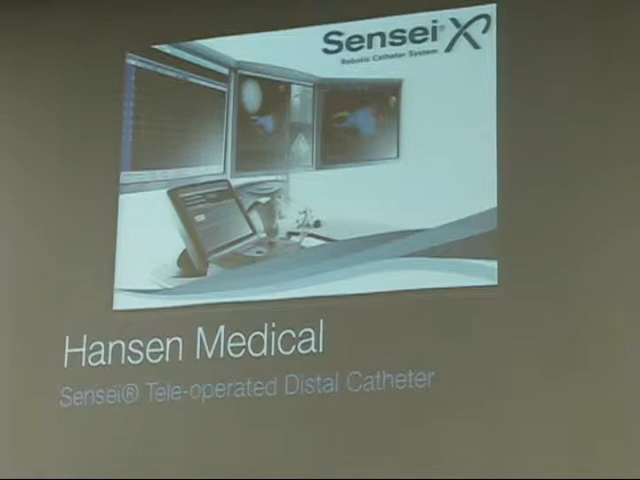 Sensei® X
Robotic Catheter System
Hansen Medical
Sensei® Tele-operated Distal Catheter